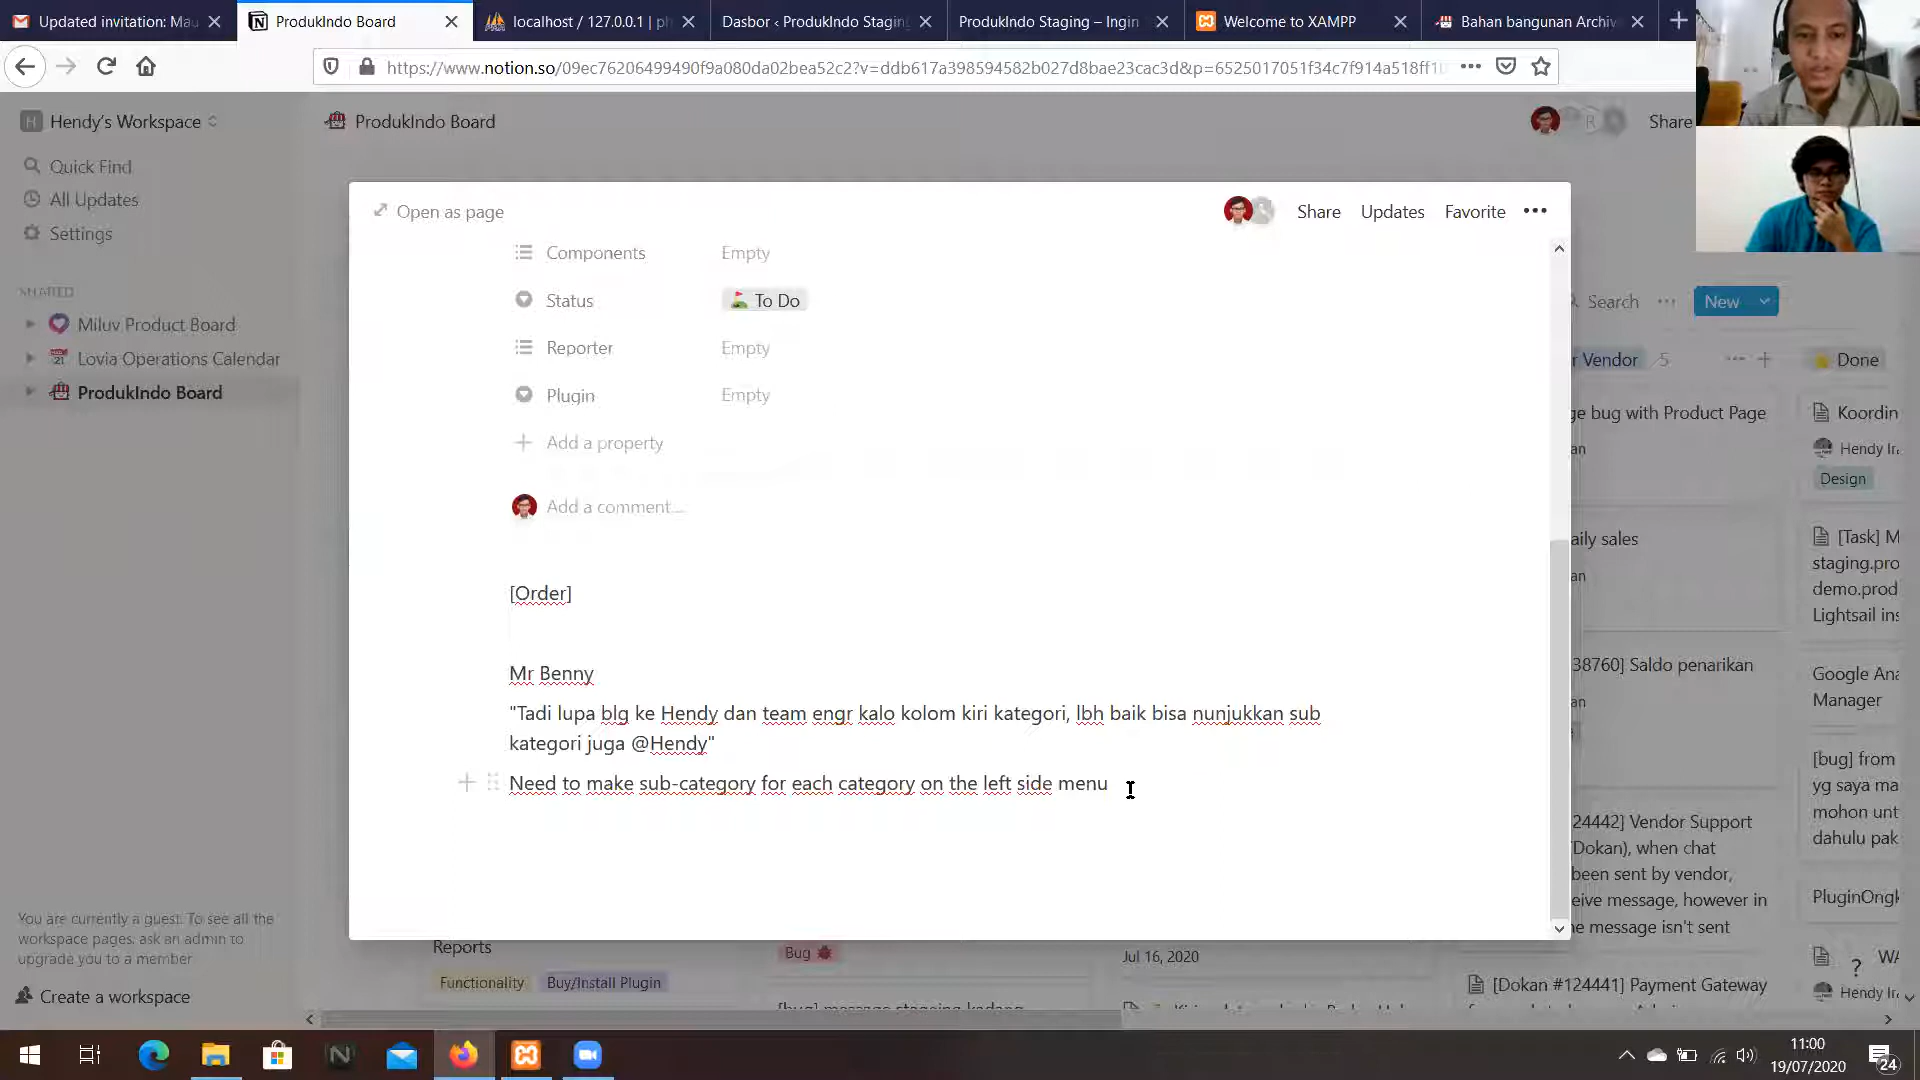 Updated invitation: Mau
ProdukIndo Board
localhost / 127.0.0.1 | ph
Dasbor ‹ ProdukIndo Staging
ProdukIndo Staging – Ingin
Welcome to XAMPP
Bahan bangunan Archiv
https://www.notion.so/09ec76206499490f9a080da02bea52c2?v=ddb617a398594582b027d8bae23cac3d&p=6525017051f34c7f914a518ff1
H Hendy's Workspace
ProdukIndo Board
R
Share
Quick Find
All Updates
Settings
SHARED
Miluv Product Board
Lovia Operations Calendar
ProdukIndo Board
Open as page
Share
Updates
Favorite
Components Empty
Status To Do
Reporter Empty
Plugin Empty
Add a property
Add a comment...
[Order]
Mr Benny
"Tadi lupa blg ke Hendy dan team engr kalo kolom kiri kategori, lbh baik bisa nunjukkan sub
kategori juga @Hendy"
Need to make sub-category for each category on the left side menu
Search
New
r Vendor 5
Done
ge bug with Product Page
an
aily sales
an
38760] Saldo penarikan
24442] Vendor Support
/Dokan), when chat
been sent by vendor,
eive message, however in
he message isn't sent
[Dokan #124441] Payment Gateway
Koordin
Hendy Ir
Design
[Task] M
staging.pro
demo.prod
Lightsail ins
Google Ana
Manager
[bug] from
yg saya ma
mohon unt
dahulu pak
PluginOngk
WA
?
Hendy Ir
You are currently a guest. To see all the
workspace pages, ask an admin to
upgrade you to a member
Create a workspace
Reports
Functionality
Buy/Install Plugin
Bug
Jul 16, 2020
11:00
19/07/2020
24